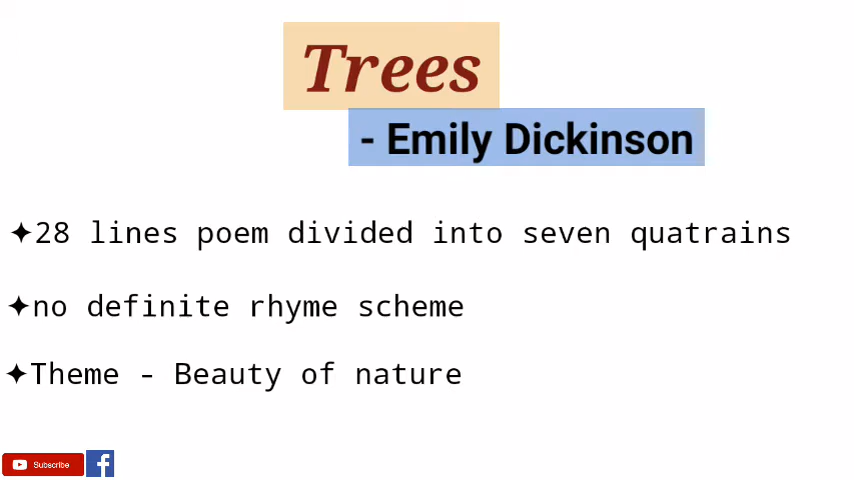 Trees
- Emily Dickinson
✦28 lines poem divided into seven quatrains
✦no definite rhyme scheme
✦Theme - Beauty of nature
Subscribe f